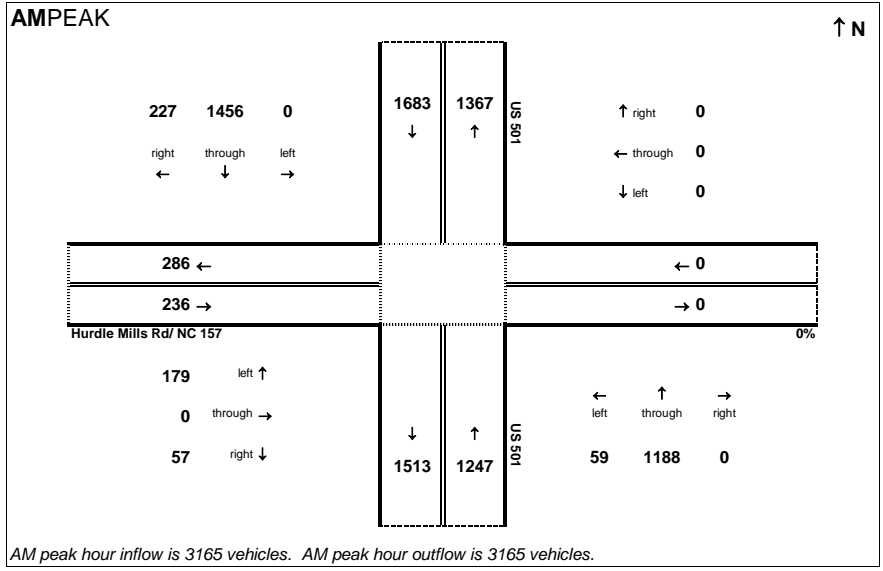 AMPEAK
↑ N
227 1456 0
right through left
← ↓ →
1683 1367
↓ ↑
US 501
↑ right 0
← through 0
↓ left 0
286 ←
236 →
← 0
→ 0
Hurdle Mills Rd/ NC 157
0%
179 left ↑
0 through →
57 right ↓
↓ ↑
1513 1247
US 501
← ↑ →
left through right
59 1188 0
AM peak hour inflow is 3165 vehicles. AM peak hour outflow is 3165 vehicles.